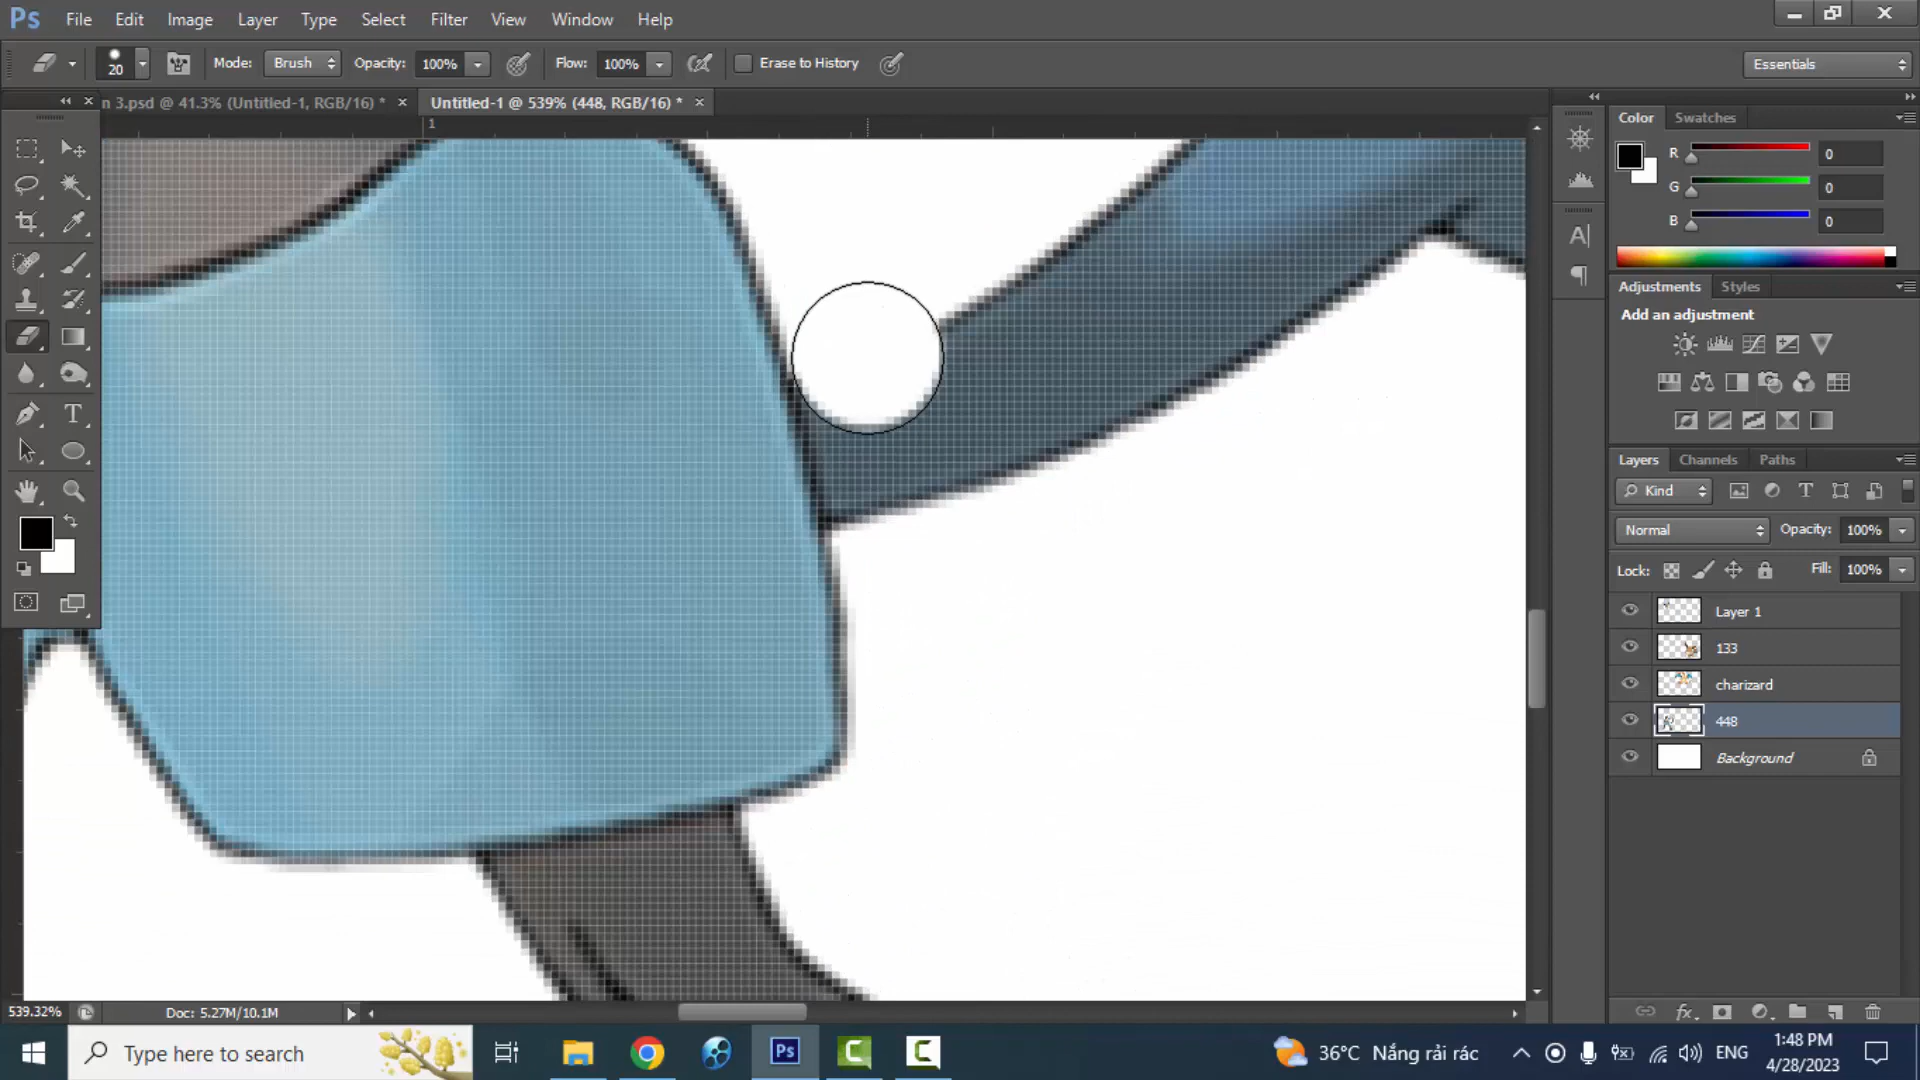 Ps File Edit Image Layer Type Select Filter View Window Help
20 Mode: Brush Opacity: 100% Flow: 100% Erase to History Essentials
n 3.psd @ 41.3% (Untitled-1, RGB/16) * × Untitled-1 @ 539% (448, RGB/16) * ×
1
Color Swatches
R 0
G 0
B 0
Adjustments Styles
Add an adjustment
Layers Channels Paths
Kind
Normal Opacity: 100%
Lock: Fill: 100%
Layer 1
133
charizard
448
Background
539.32% Doc: 5.27M/10.1M
Type here to search
Ps
36°C Nắng rải rác
ENG
1:48 PM
4/28/2023